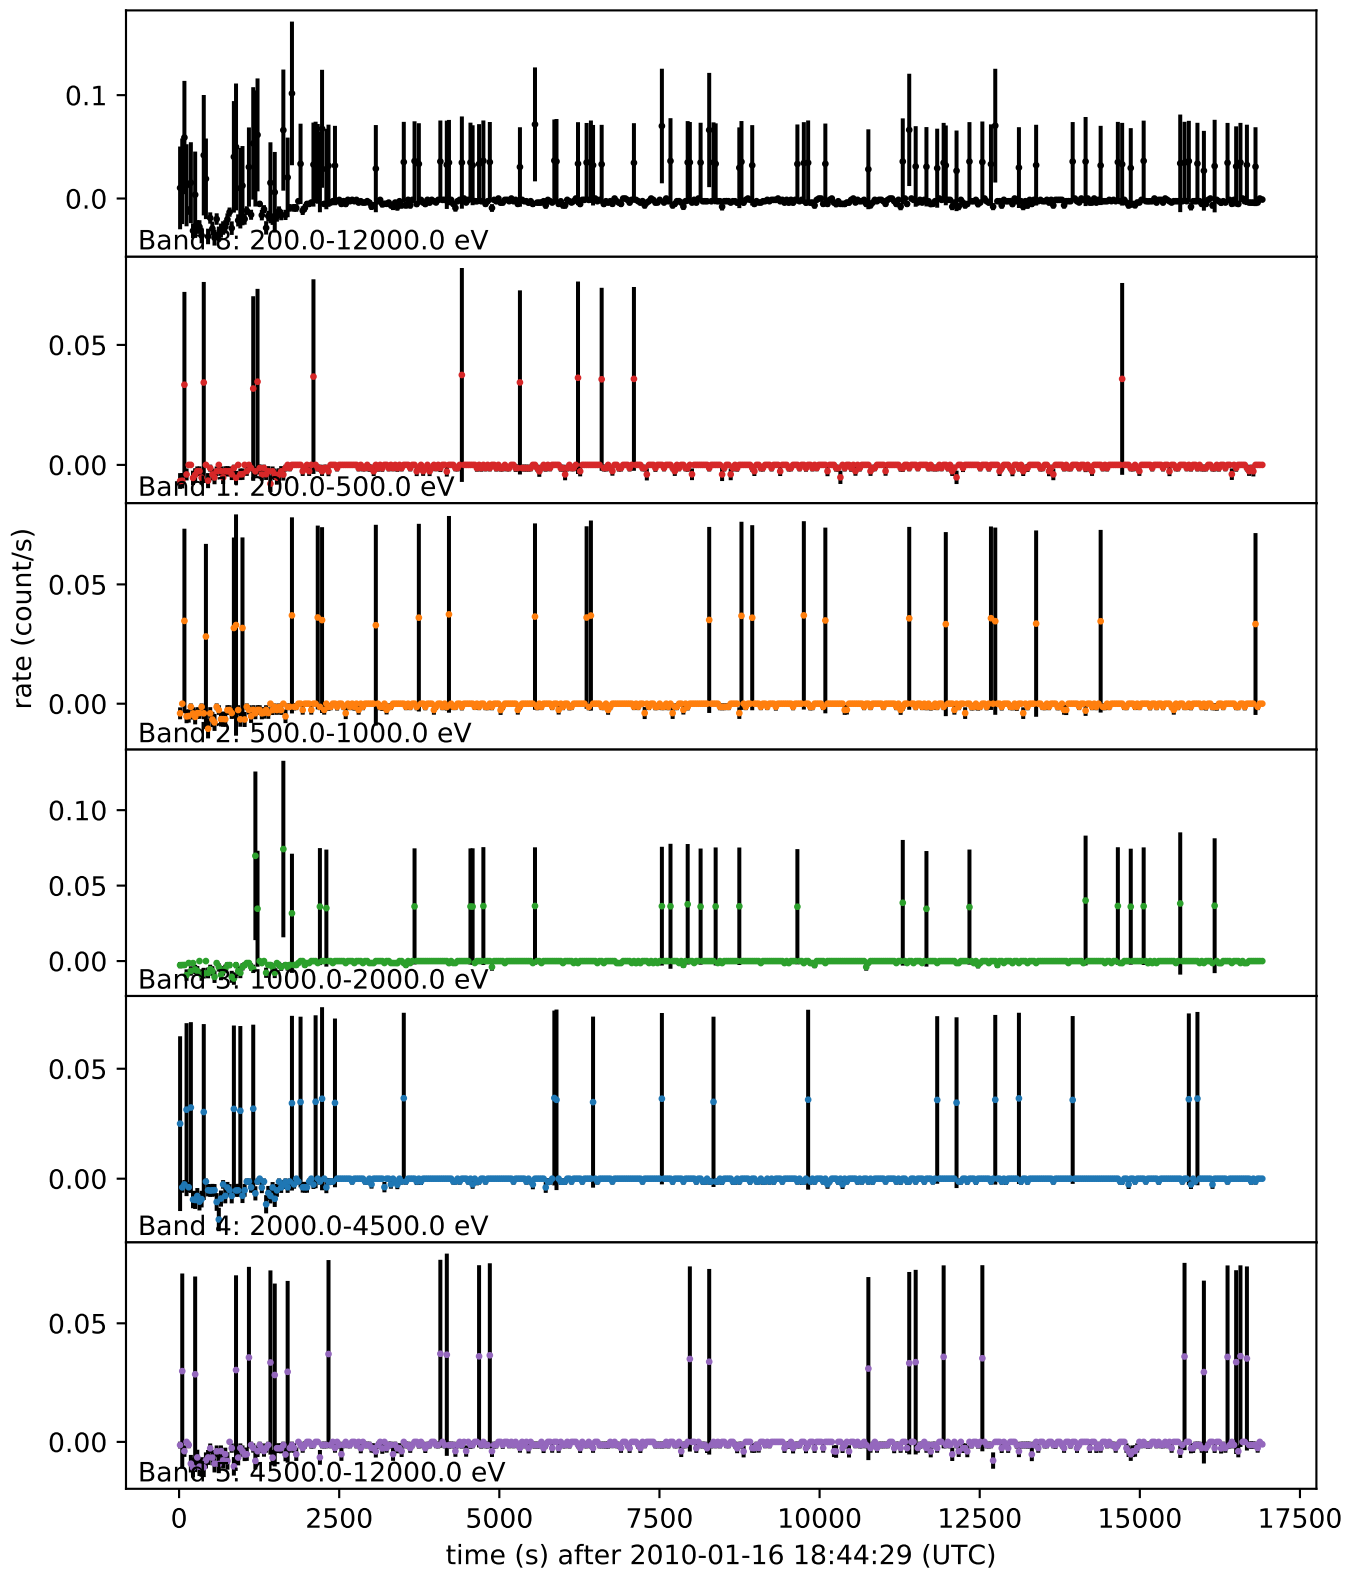 0.1
0.0
Band 8: 200.0-12000.0 eV
0.05
0.00
Band 1: 200.0-500.0 eV
rate (count/s)
0.05
0.00
Band 2: 500.0-1000.0 eV
0.10
0.05
0.00
Band 3: 1000.0-2000.0 eV
0.05
0.00
Band 4: 2000.0-4500.0 eV
0.05
0.00
Band 5: 4500.0-12000.0 eV
0 2500 5000 7500 10000 12500 15000 17500
time (s) after 2010-01-16 18:44:29 (UTC)